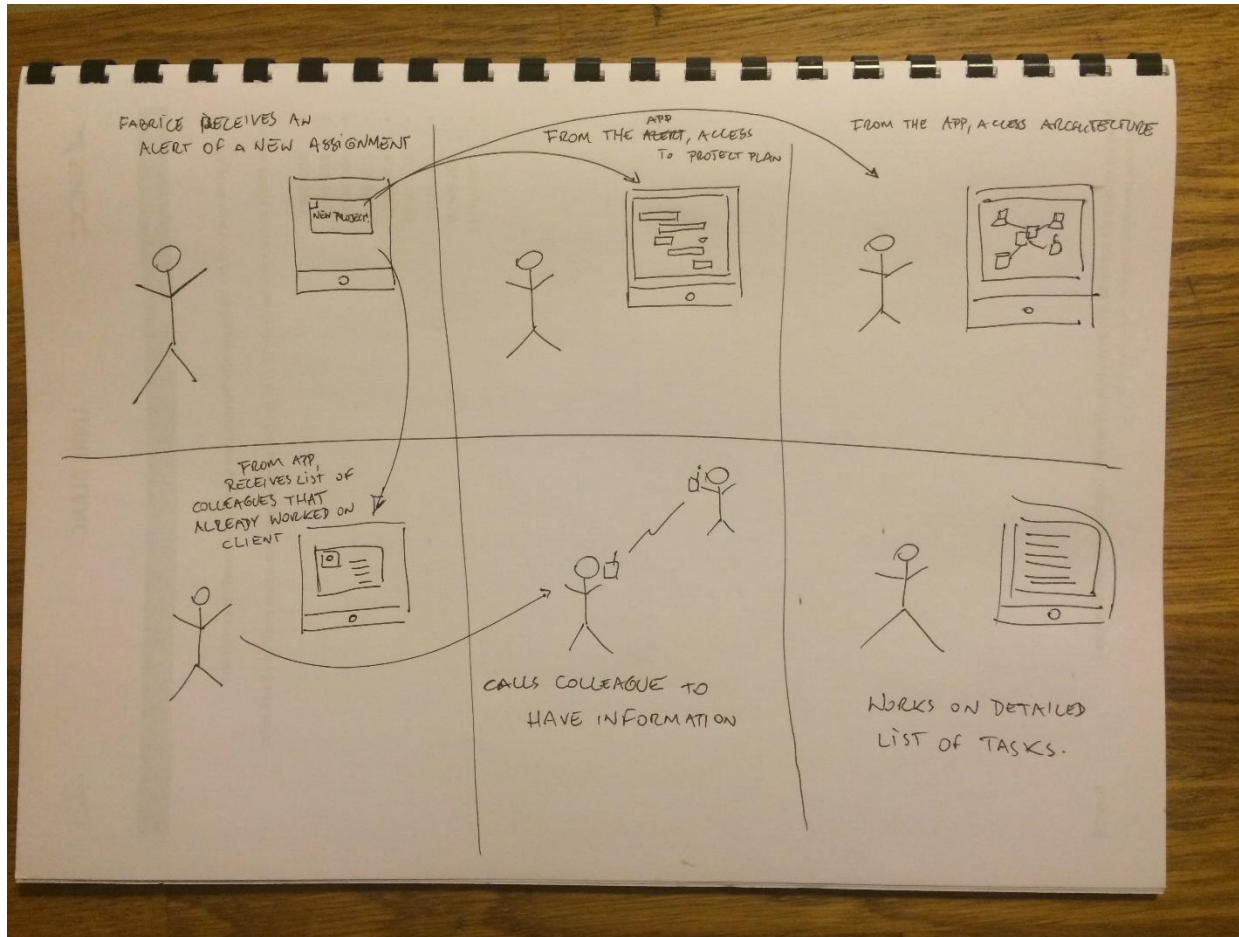 FABRICE RECEIVES AN
ALERT OF A NEW ASSIGNMENT
NEW PROJECT!
APP
FROM THE ALERT, ACCESS
TO PROJECT PLAN
FROM THE APP, ACCESS ARCHITECTURE
FROM APP,
RECEIVES LIST OF
COLLEAGUES THAT
ALREADY WORKED ON
CLIENT
CALLS COLLEAGUE TO
HAVE INFORMATION
WORKS ON DETAILED
LIST OF TASKS.